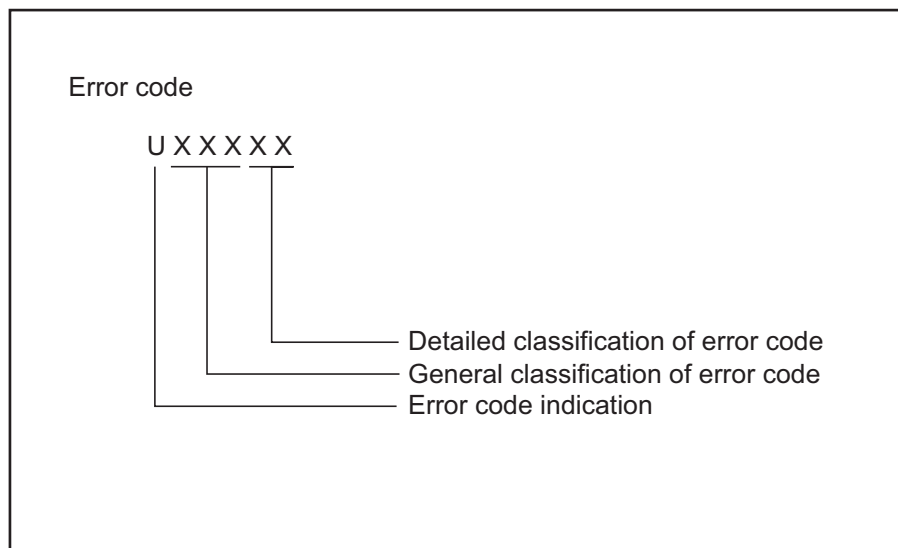 Error code
U X X X X X
Detailed classification of error code
General classification of error code
Error code indication